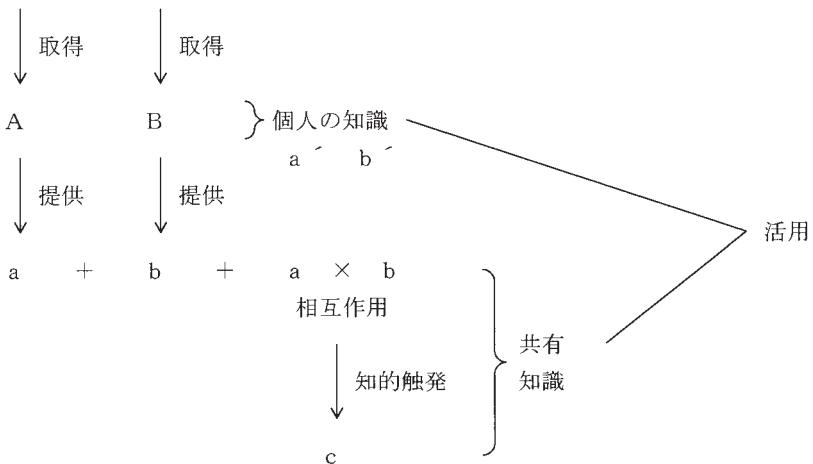 取得 取得
A B 個人の知識
a´ b´
提供 提供
活用
a + b + a × b
相互作用
共有
知的触発 知識
c